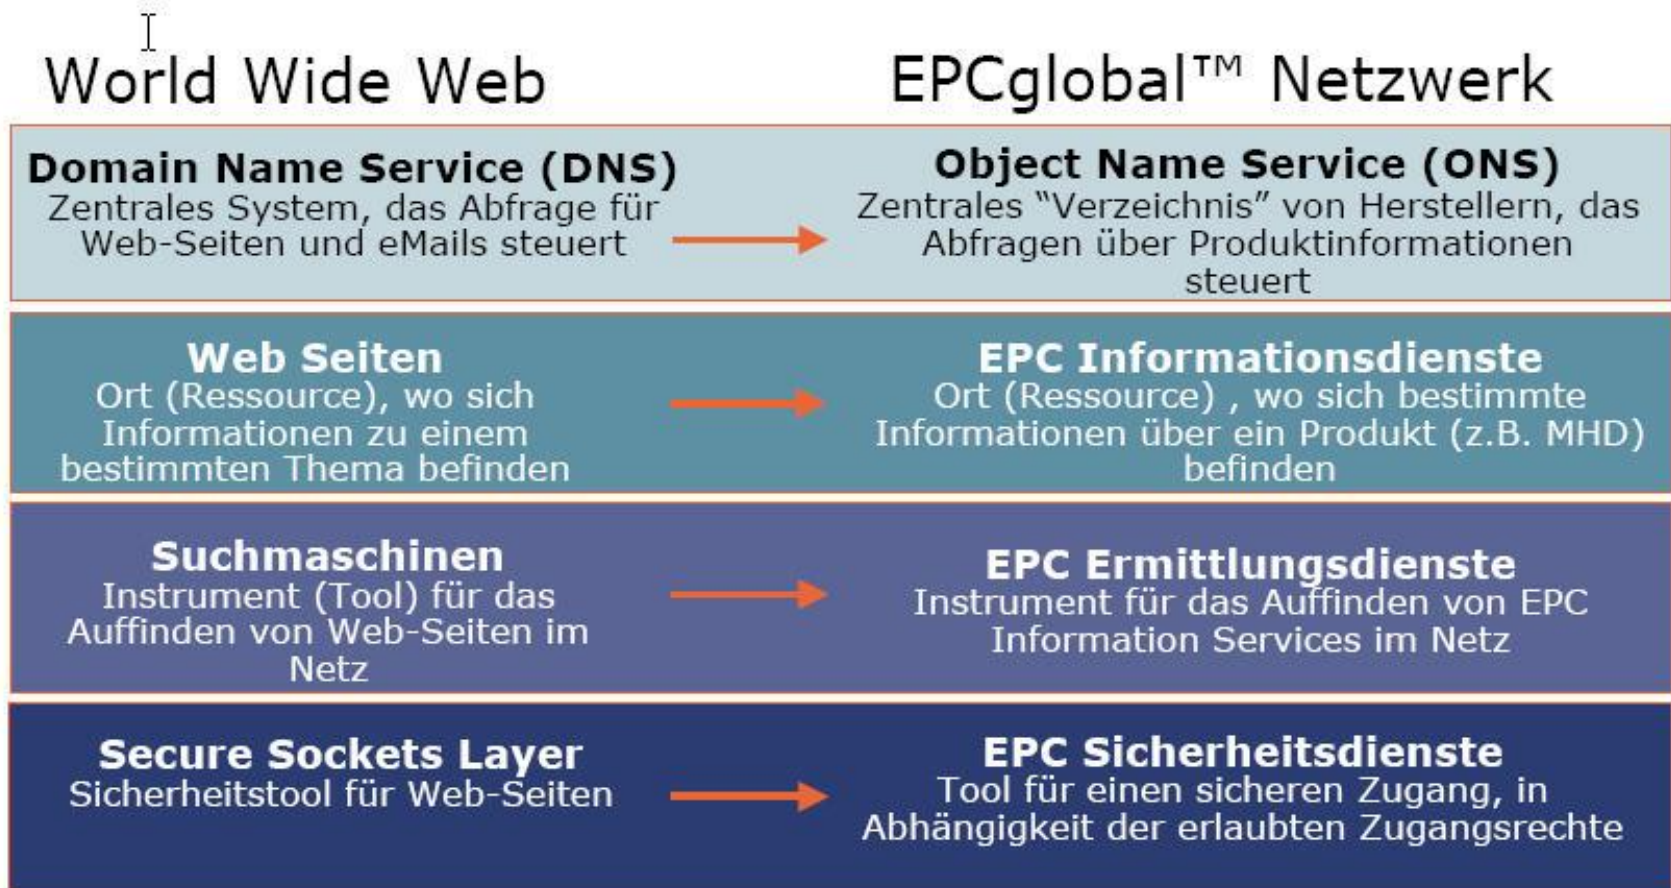 World Wide Web
EPCglobal™ Netzwerk
Domain Name Service (DNS)
Zentrales System, das Abfrage für
Web-Seiten und eMails steuert
Object Name Service (ONS)
Zentrales “Verzeichnis” von Herstellern, das
Abfragen über Produktinformationen
steuert
Web Seiten
Ort (Ressource), wo sich
Informationen zu einem
bestimmten Thema befinden
EPC Informationsdienste
Ort (Ressource) , wo sich bestimmte
Informationen über ein Produkt (z.B. MHD)
befinden
Suchmaschinen
Instrument (Tool) für das
Auffinden von Web-Seiten im
Netz
EPC Ermittlungsdienste
Instrument für das Auffinden von EPC
Information Services im Netz
Secure Sockets Layer
Sicherheitstool für Web-Seiten
EPC Sicherheitsdienste
Tool für einen sicheren Zugang, in
Abhängigkeit der erlaubten Zugangsrechte